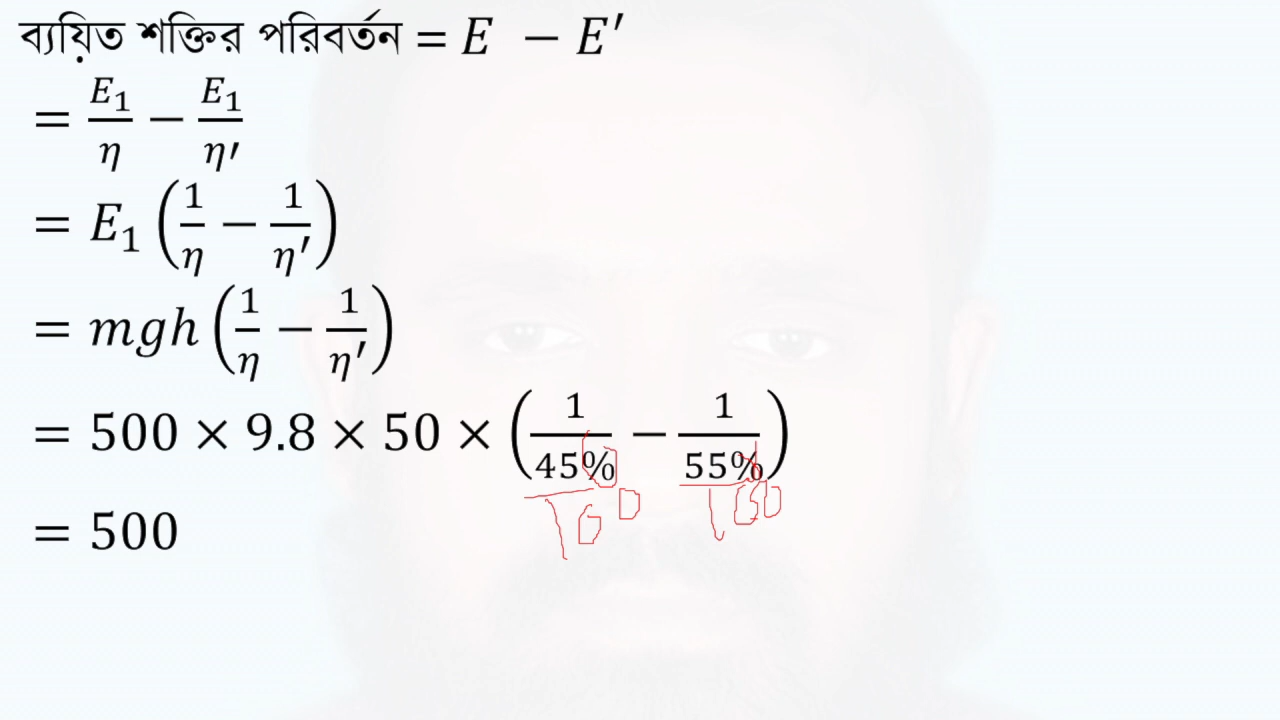 ব্যয়িত শক্তির পরিবর্তন = E − E′
= E₁/η − E₁/η′
= E₁ (1/η − 1/η′)
= mgh (1/η − 1/η′)
= 500 × 9.8 × 50 × (1/45% − 1/55%)
100 100
= 500